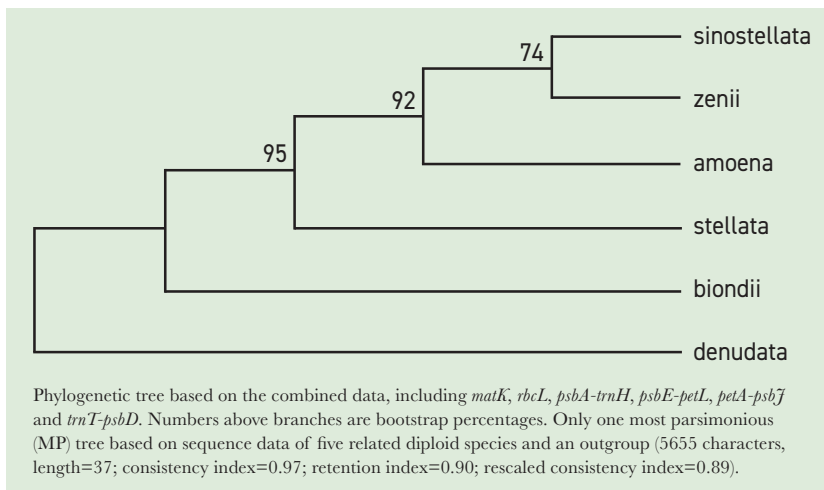 sinostellata
74
zenii
92
amoena
95
stellata
biondii
denudata
Phylogenetic tree based on the combined data, including matK, rbcL, psbA-trnH, psbE-petL, petA-psbJ
and trnT-psbD. Numbers above branches are bootstrap percentages. Only one most parsimonious
(MP) tree based on sequence data of five related diploid species and an outgroup (5655 characters,
length=37; consistency index=0.97; retention index=0.90; rescaled consistency index=0.89).